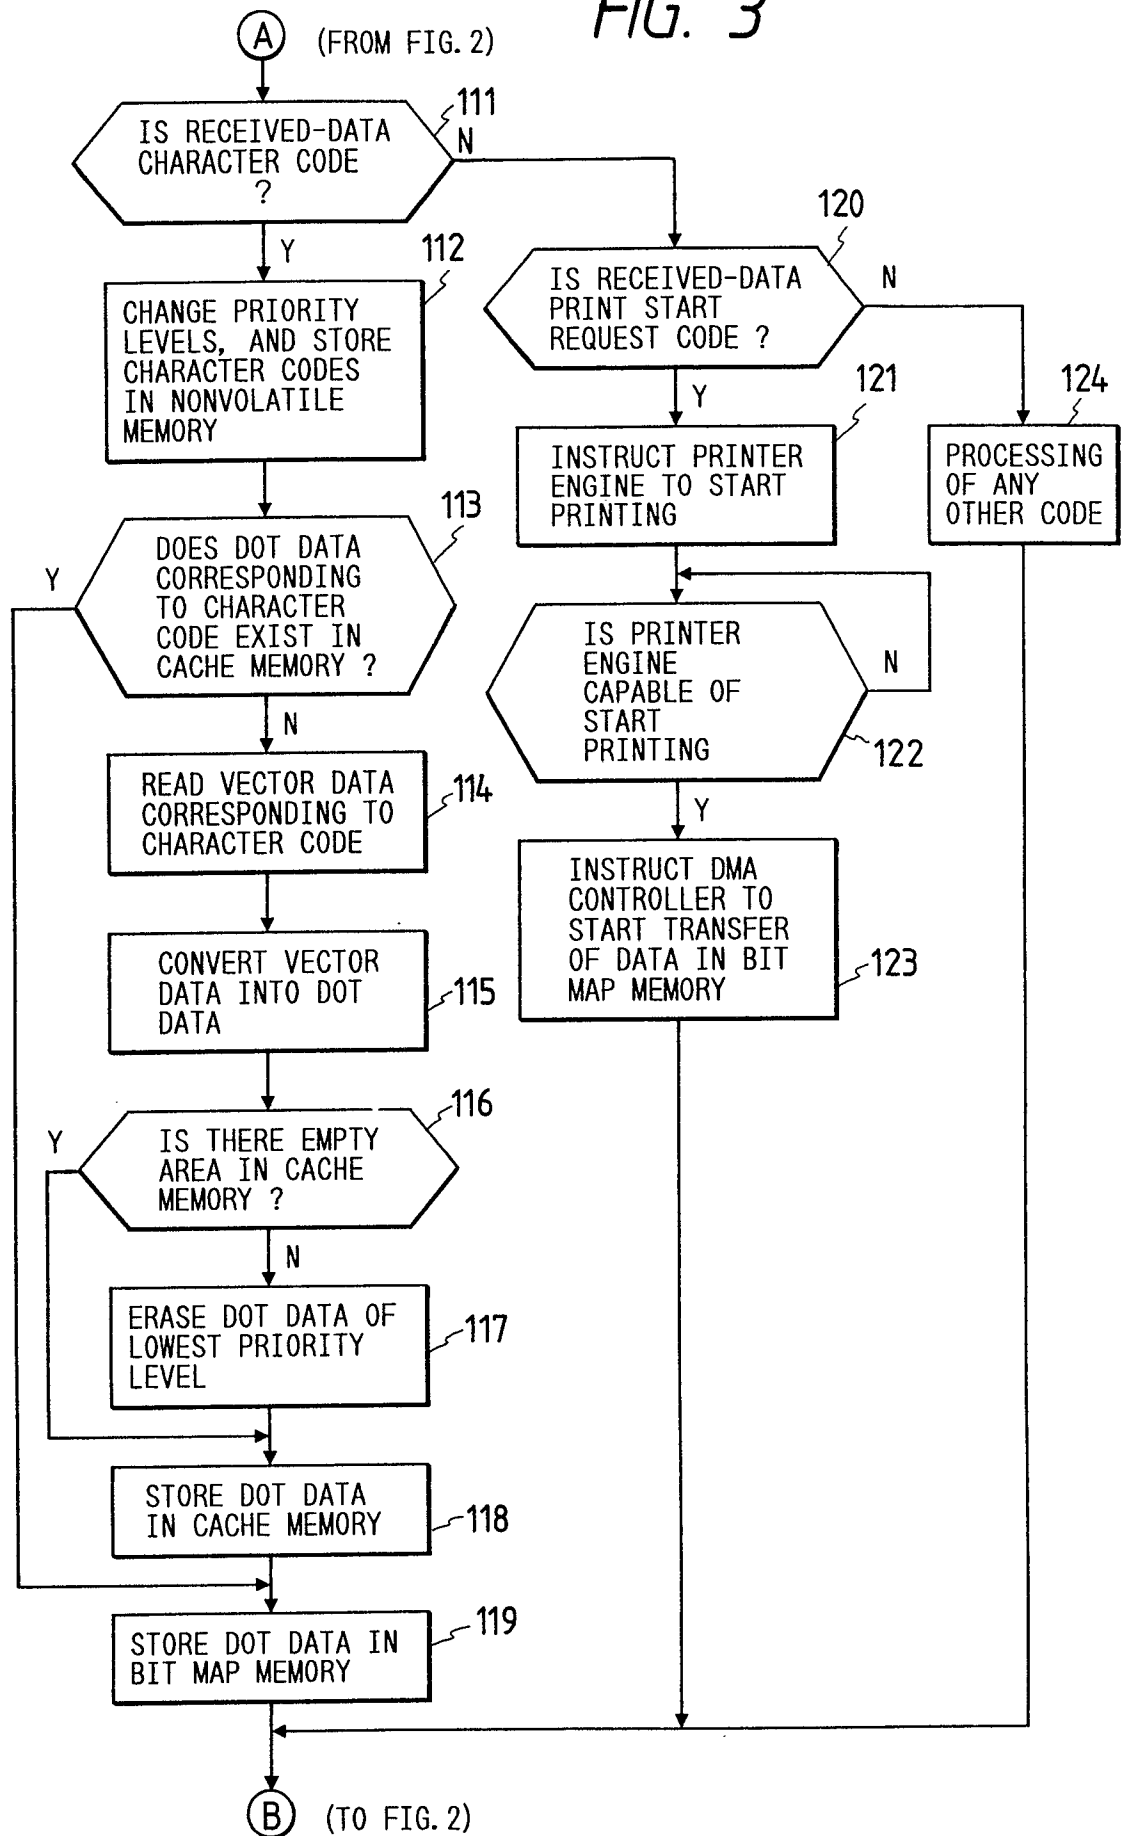 FIG. 3
A (FROM FIG. 2)
111
IS RECEIVED-DATA
CHARACTER CODE
?
N
Y
112
CHANGE PRIORITY
LEVELS, AND STORE
CHARACTER CODES
IN NONVOLATILE
MEMORY
113
DOES DOT DATA
CORRESPONDING
TO CHARACTER
CODE EXIST IN
CACHE MEMORY ?
Y
N
114
READ VECTOR DATA
CORRESPONDING TO
CHARACTER CODE
115
CONVERT VECTOR
DATA INTO DOT
DATA
116
IS THERE EMPTY
AREA IN CACHE
MEMORY ?
Y
N
117
ERASE DOT DATA OF
LOWEST PRIORITY
LEVEL
118
STORE DOT DATA
IN CACHE MEMORY
119
STORE DOT DATA IN
BIT MAP MEMORY
120
IS RECEIVED-DATA
PRINT START
REQUEST CODE ?
N
Y
121
INSTRUCT PRINTER
ENGINE TO START
PRINTING
122
IS PRINTER
ENGINE
CAPABLE OF
START
PRINTING
N
Y
123
INSTRUCT DMA
CONTROLLER TO
START TRANSFER
OF DATA IN BIT
MAP MEMORY
124
PROCESSING
OF ANY
OTHER CODE
B (TO FIG. 2)